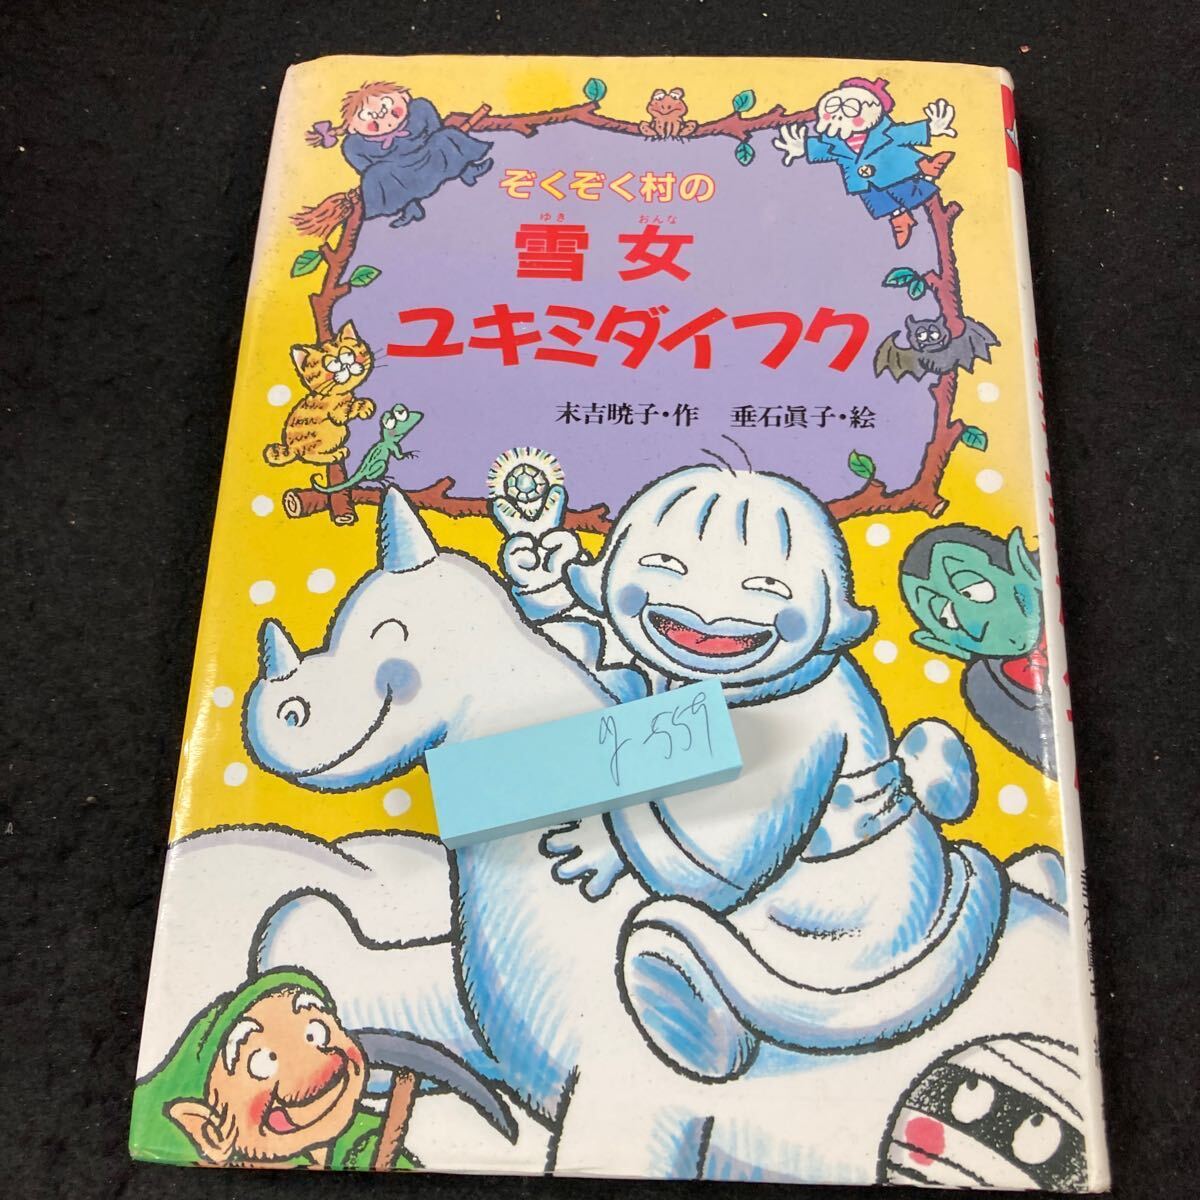 ぞくぞく村の
ゆき おんな
雪女
ユキミダイフク
末吉暁子・作 垂石眞子・絵
y-559